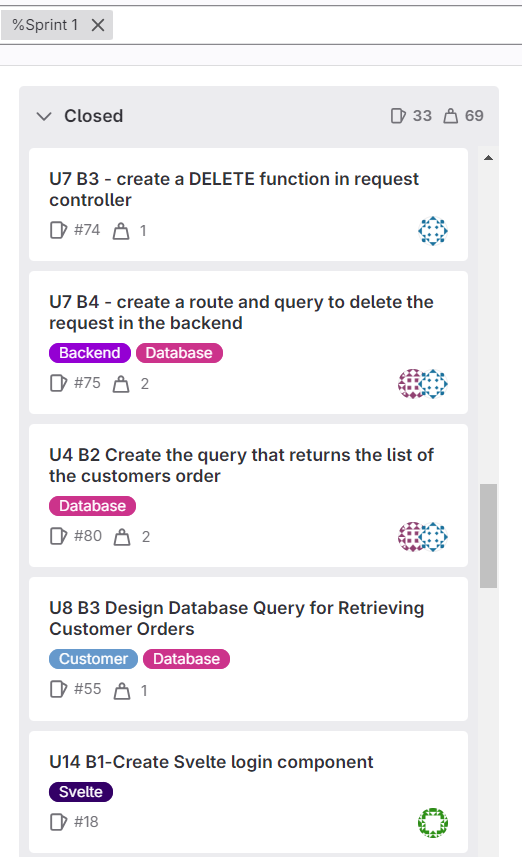 %Sprint 1
Closed 33 69
U7 B3 - create a DELETE function in request
controller
#74 1
U7 B4 - create a route and query to delete the
request in the backend
Backend Database
#75 2
U4 B2 Create the query that returns the list of
the customers order
Database
#80 2
U8 B3 Design Database Query for Retrieving
Customer Orders
Customer Database
#55 1
U14 B1-Create Svelte login component
Svelte
#18